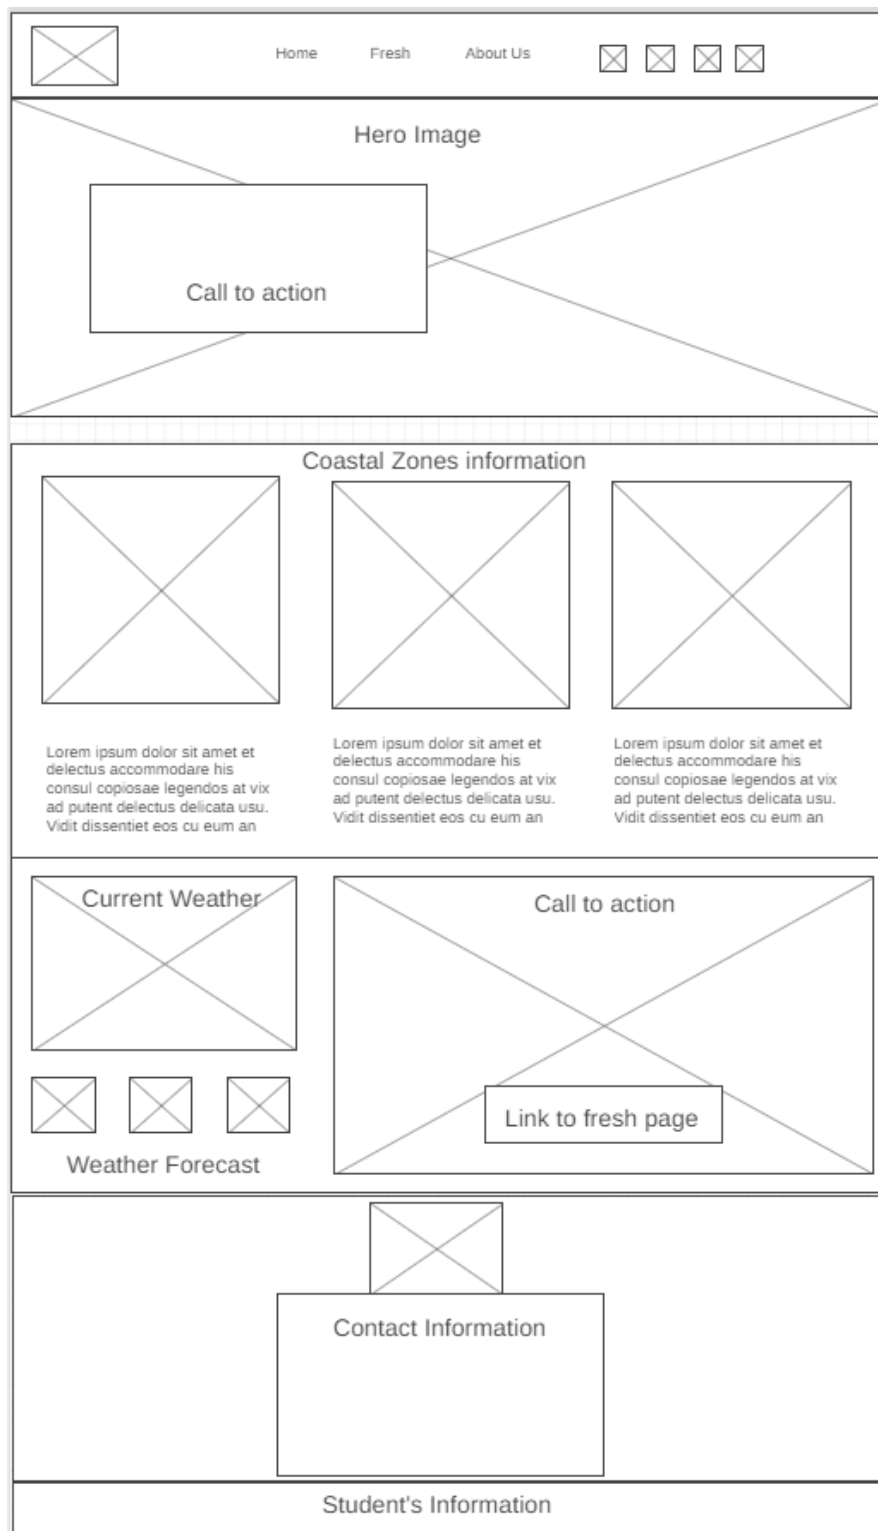 Home Fresh About Us
Hero Image
Call to action
Coastal Zones information
Lorem ipsum dolor sit amet et
delectus accommodare his
consul copiosae legendos at vix
ad putent delectus delicata usu.
Vidit dissentiet eos cu eum an
Lorem ipsum dolor sit amet et
delectus accommodare his
consul copiosae legendos at vix
ad putent delectus delicata usu.
Vidit dissentiet eos cu eum an
Lorem ipsum dolor sit amet et
delectus accommodare his
consul copiosae legendos at vix
ad putent delectus delicata usu.
Vidit dissentiet eos cu eum an
Current Weather
Weather Forecast
Call to action
Link to fresh page
Contact Information
Student's Information